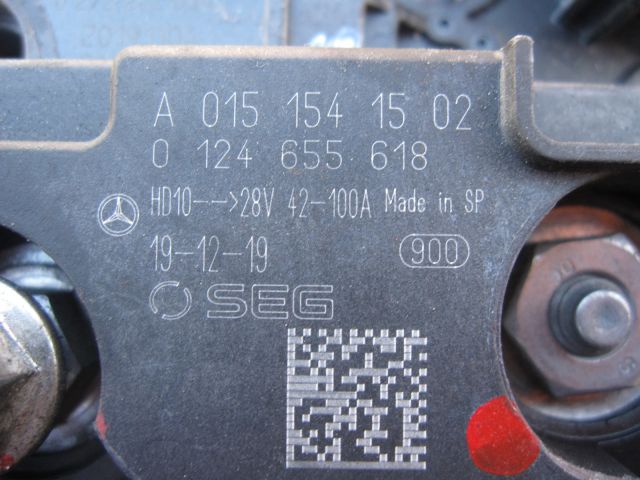 A 015 154 15 02
0 124 655 618
HD10--->28V 42-100A Made in SP
19-12-19 900
SEG